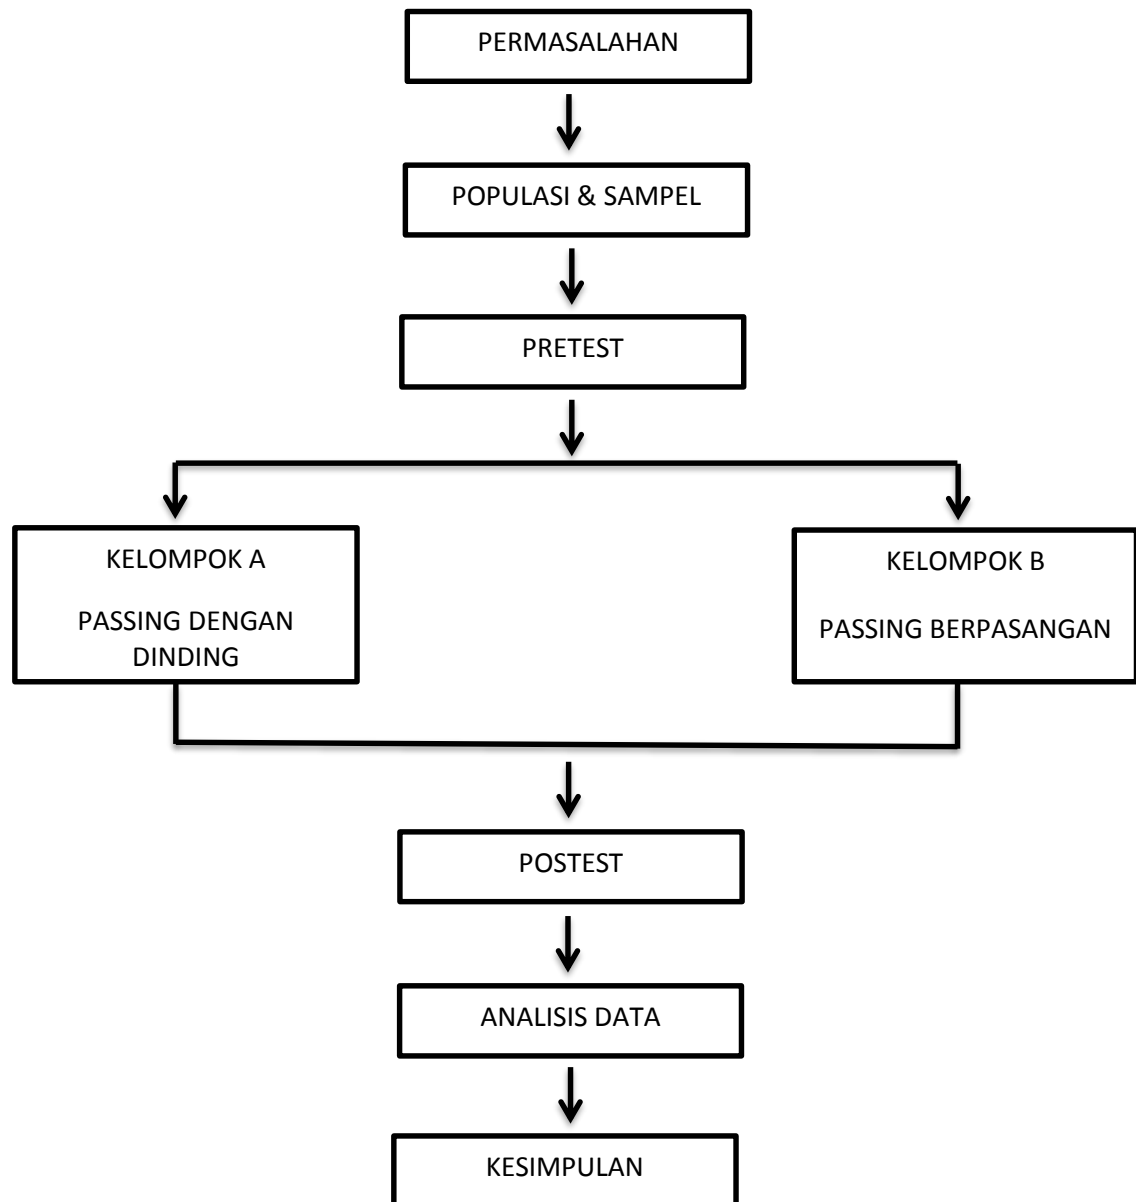 PERMASALAHAN
POPULASI & SAMPEL
PRETEST
KELOMPOK A
PASSING DENGAN
DINDING
KELOMPOK B
PASSING BERPASANGAN
POSTEST
ANALISIS DATA
KESIMPULAN